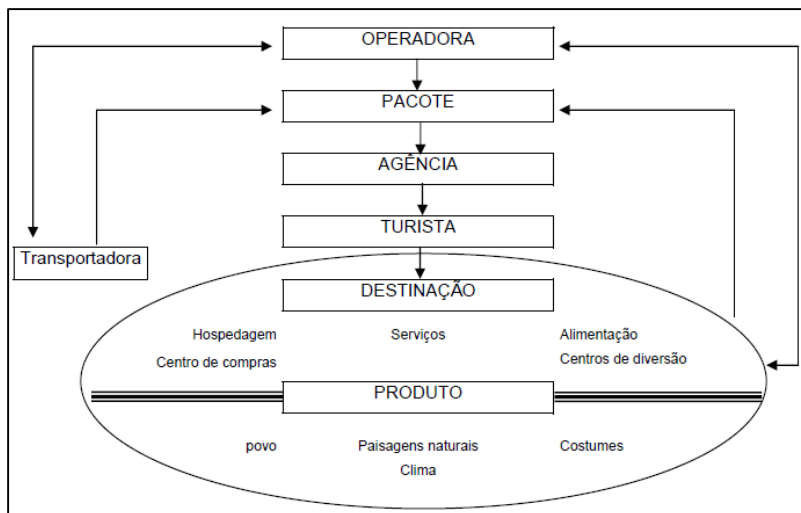 OPERADORA
PACOTE
AGÊNCIA
TURISTA
Transportadora
DESTINAÇÃO
Hospedagem Serviços Alimentação
Centro de compras Centros de diversão
PRODUTO
povo Paisagens naturais Costumes
Clima